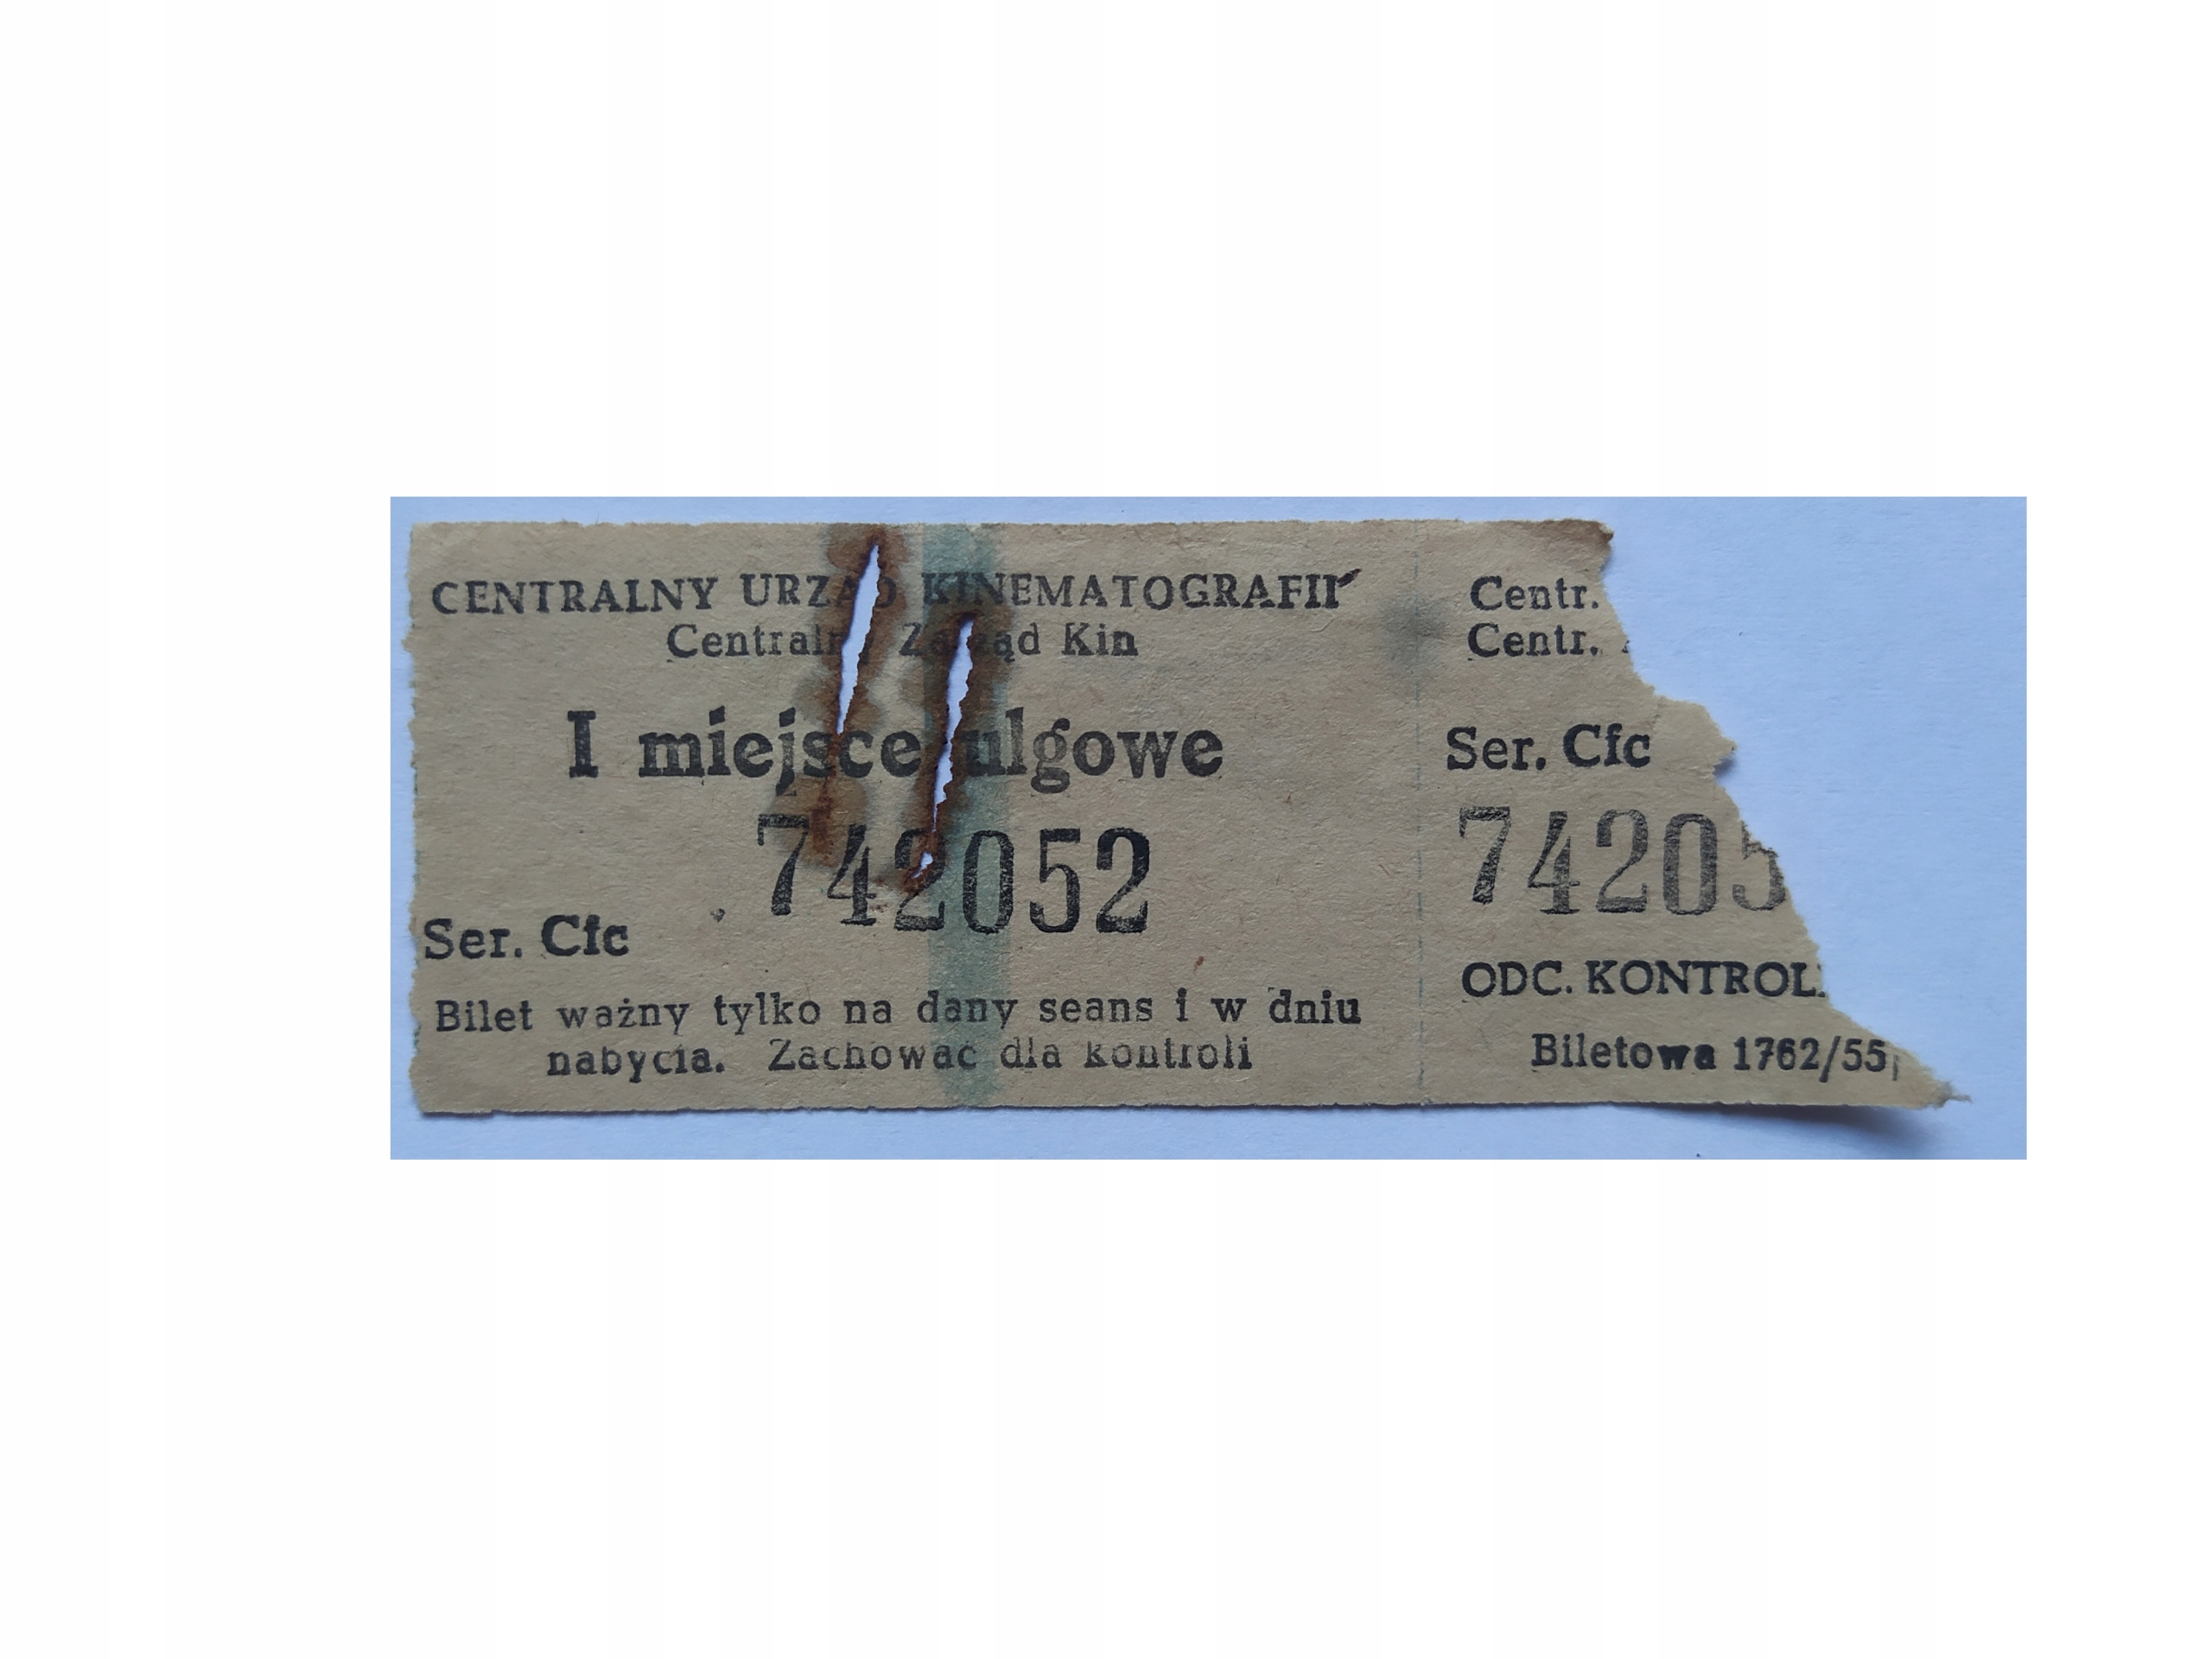 CENTRALNY URZĄD KINEMATOGRAFII
Centralny Zarząd Kin
I miejsce ulgowe
742052
Ser. Cfc
Bilet ważny tylko na dany seans i w dniu
nabycia. Zachować dla kontroli
Centr.
Centr.
Ser. Cfc
74205
ODC. KONTROL.
Biletowa 1762/55